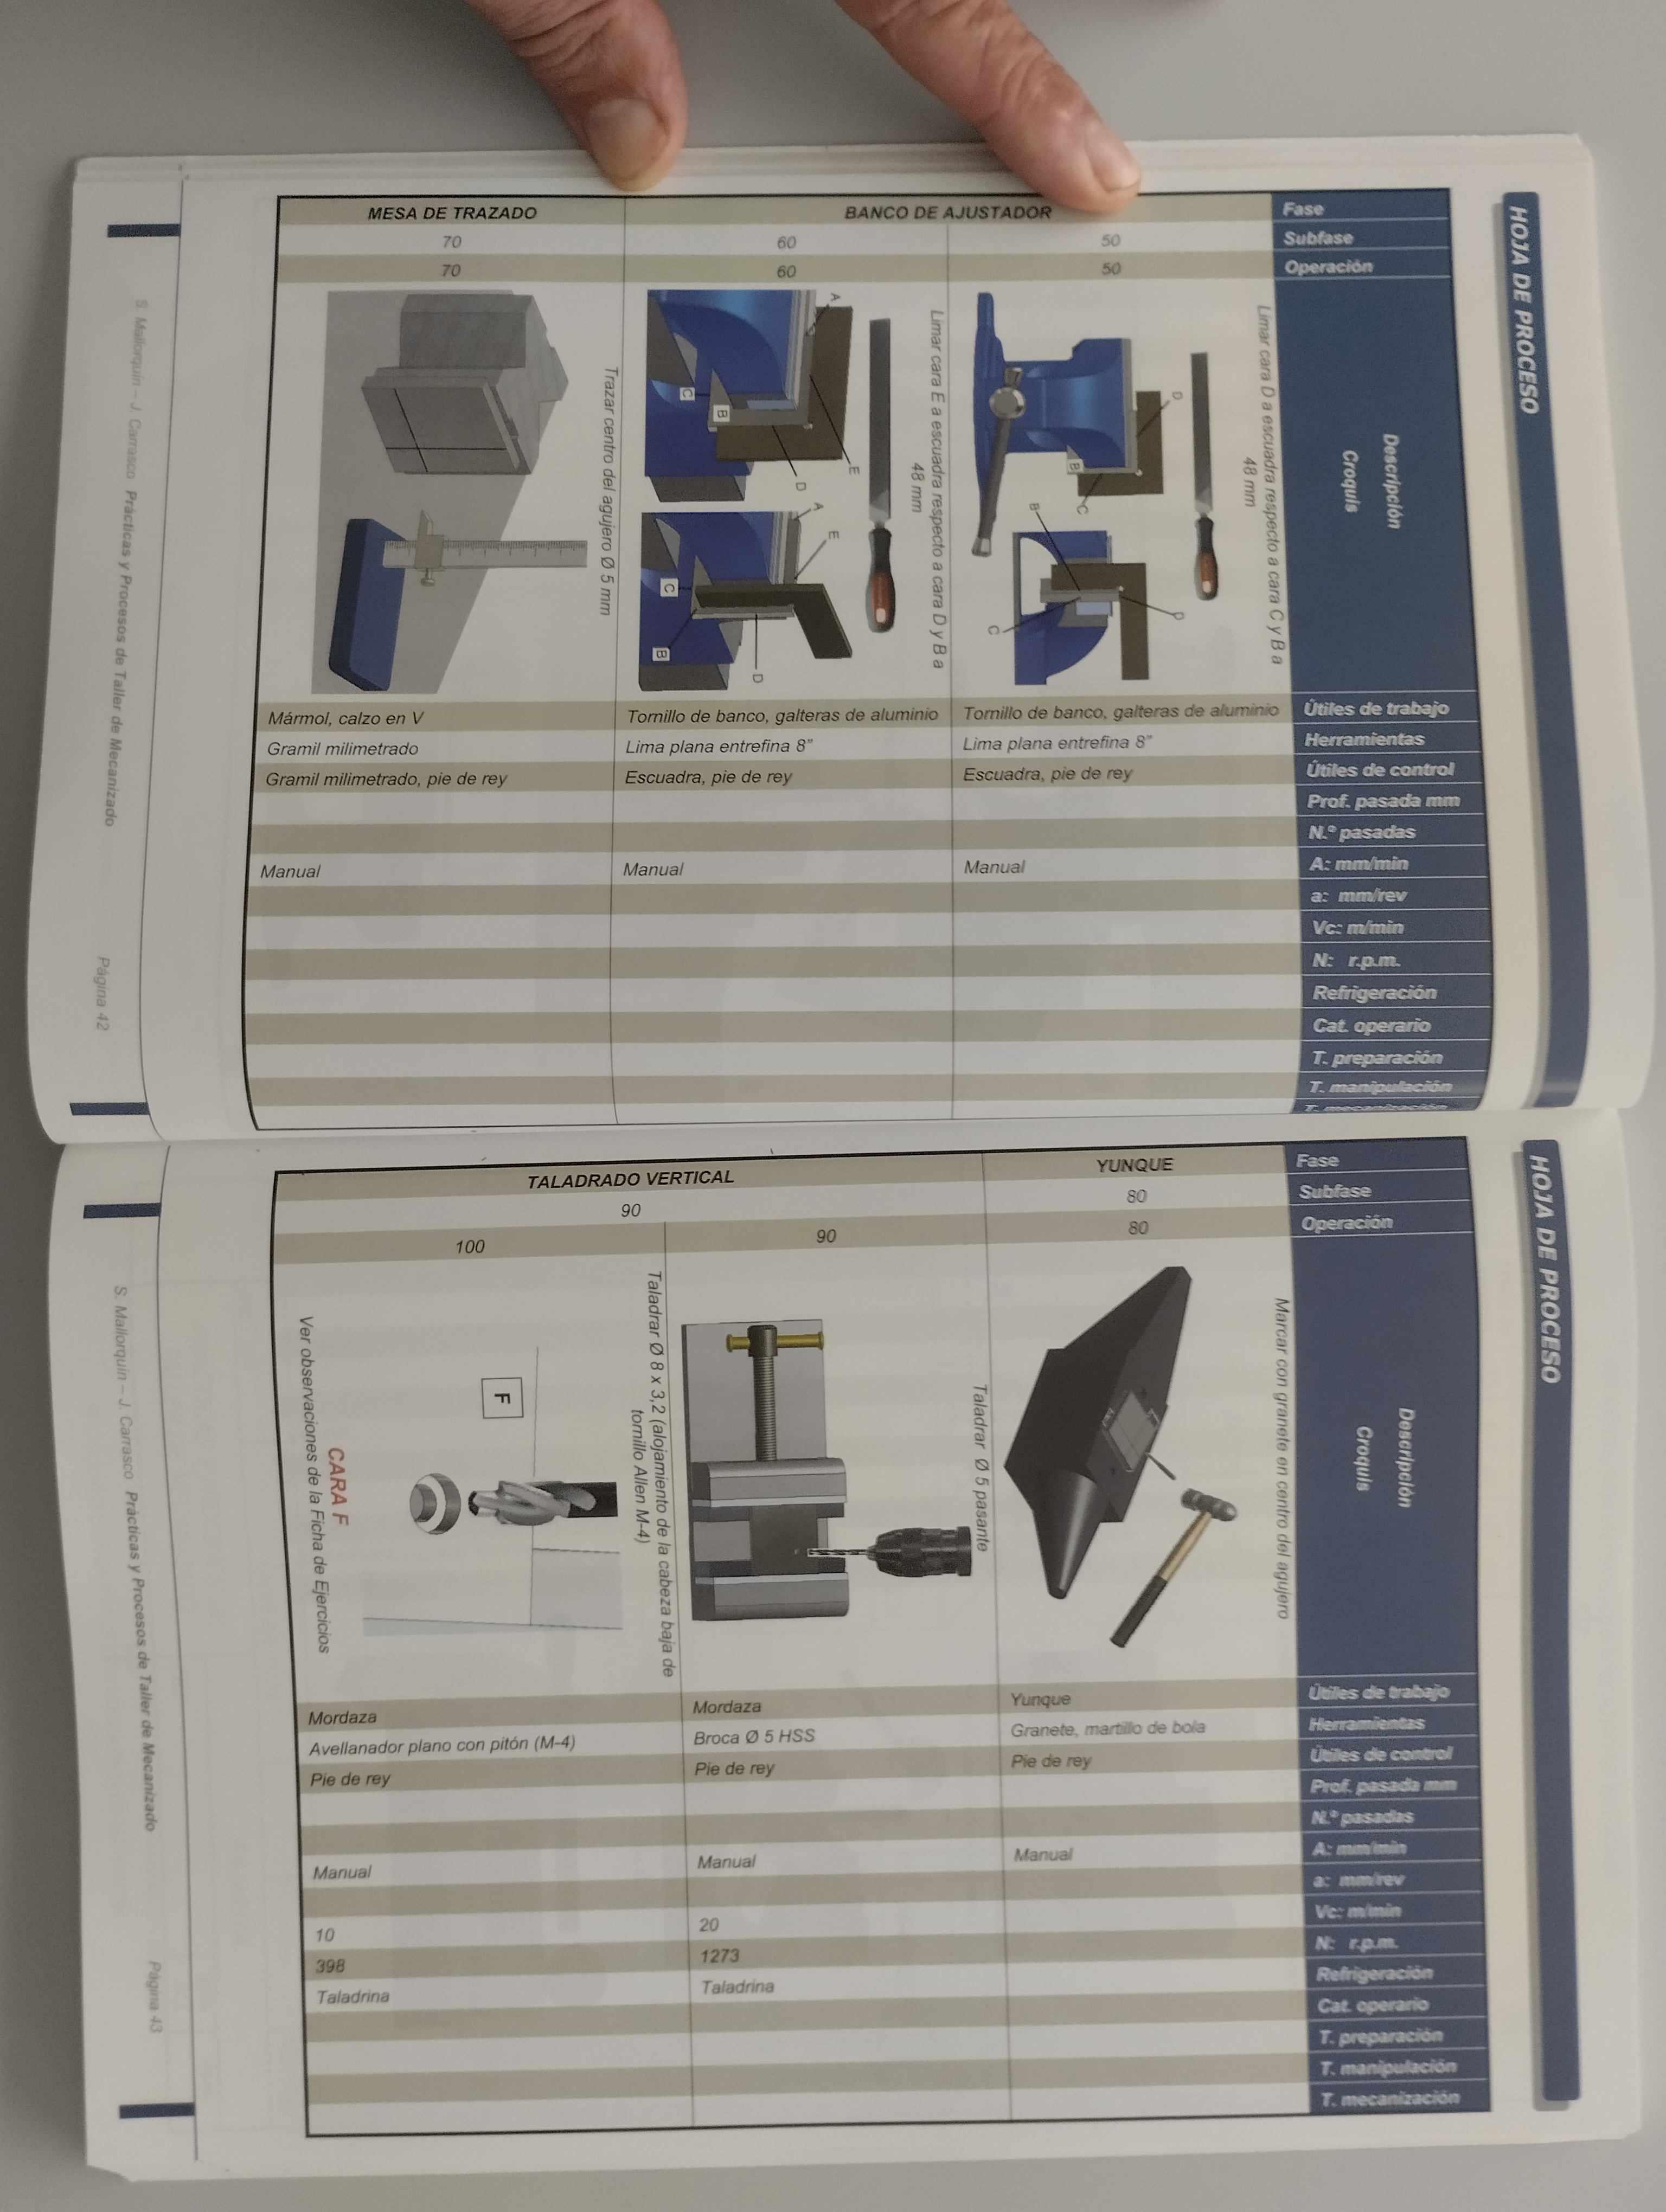 HOJA DE PROCESO
Fase
Subfase
Operación
Descripción
Croquis
Útiles de trabajo
Herramientas
Útiles de control
Prof. pasada mm
N.º pasadas
A: mm/min
a: mm/rev
Vc: m/min
N: r.p.m.
Refrigeración
Cat. operario
T. preparación
T. manipulación
T. mecanización
BANCO DE AJUSTADOR
50
50
Limar cara D a escuadra respecto a cara C y B a
48 mm
D
B
C
B
D
C
Tornillo de banco, galteras de aluminio
Lima plana entrefina 8"
Escuadra, pie de rey
Manual
60
60
Limar cara E a escuadra respecto a cara D y B a
48 mm
A
E
C
B
D
A
E
C
B
D
Tornillo de banco, galteras de aluminio
Lima plana entrefina 8"
Escuadra, pie de rey
Manual
MESA DE TRAZADO
70
70
Trazar centro del agujero Ø 5 mm
Mármol, calzo en V
Gramil milimetrado
Gramil milimetrado, pie de rey
Manual
S. Mallorquín – J. Carrasco Prácticas y Procesos de Taller de Mecanizado
Página 42
HOJA DE PROCESO
Fase
Subfase
Operación
Descripción
Croquis
Útiles de trabajo
Herramientas
Útiles de control
Prof. pasada mm
N.º pasadas
A: mm/min
a: mm/rev
Vc: m/min
N: r.p.m.
Refrigeración
Cat. operario
T. preparación
T. manipulación
T. mecanización
YUNQUE
80
80
Marcar con granete en centro del agujero
Yunque
Granete, martillo de bola
Pie de rey
Manual
TALADRADO VERTICAL
90
90
Taladrar Ø 5 pasante
Mordaza
Broca Ø 5 HSS
Pie de rey
Manual
20
1273
Taladrina
100
Taladrar Ø 8 x 3,2 (alojamiento de la cabeza baja de
tornillo Allen M-4)
F
CARA F
Ver observaciones de la Ficha de Ejercicios
Mordaza
Avellanador plano con pitón (M-4)
Pie de rey
Manual
10
398
Taladrina
S. Mallorquín – J. Carrasco Prácticas y Procesos de Taller de Mecanizado
Página 43